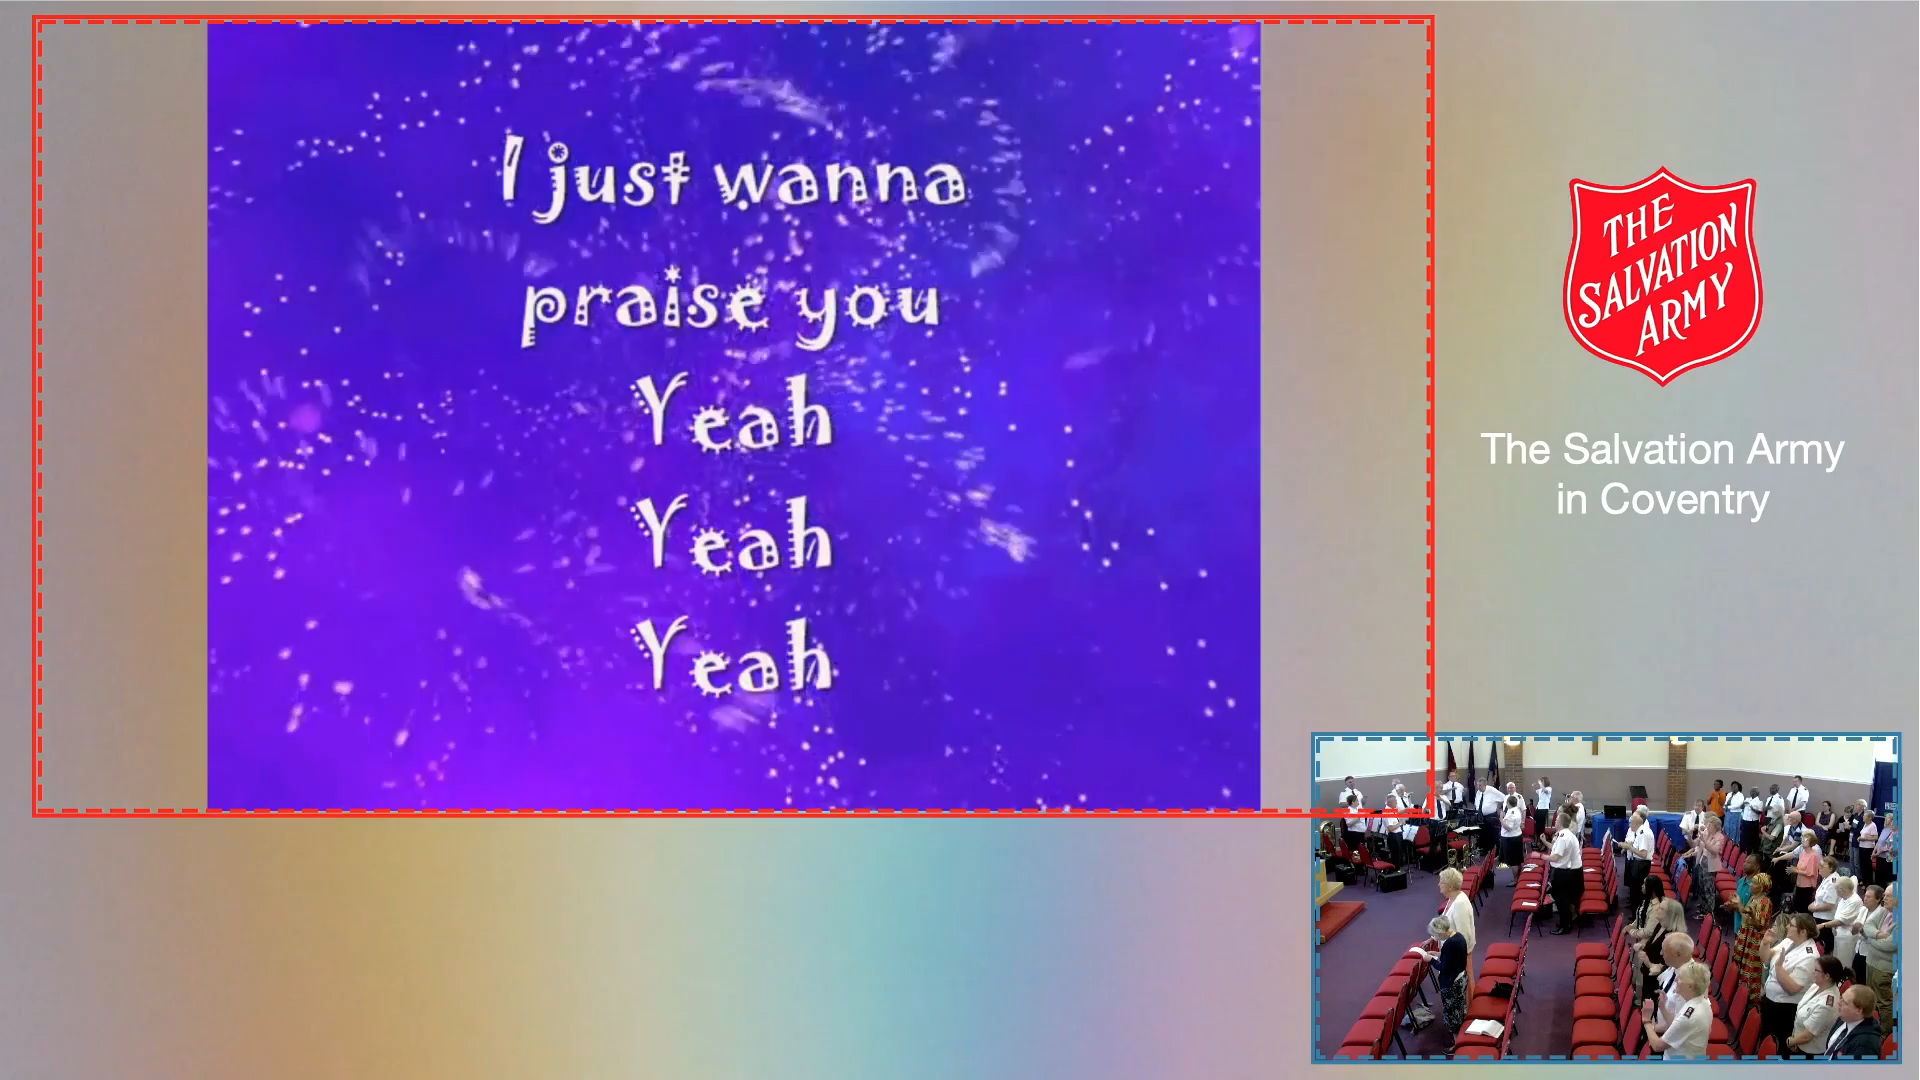 I just wanna
praise you
Yeah
Yeah
Yeah
THE
SALVATION
ARMY
The Salvation Army
in Coventry